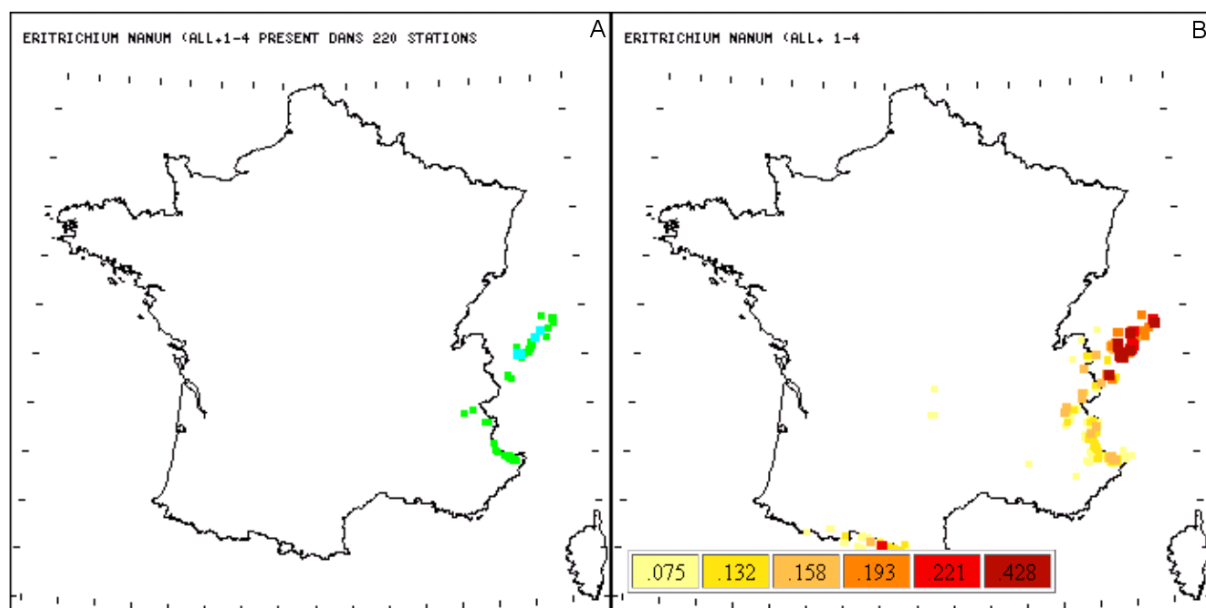 ERITRICHIUM NANUM (ALL+1-4 PRESENT DANS 220 STATIONS
A
ERITRICHIUM NANUM (ALL+ 1-4
B
.075 .132 .158 .193 .221 .428